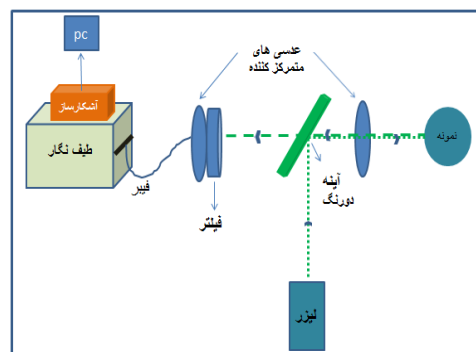 pc
عدسی های
متمرکز کننده
آشکارساز
نمونه
طیف نگار
فیبر
آینه
دورنگ
فیلتر
لیزر